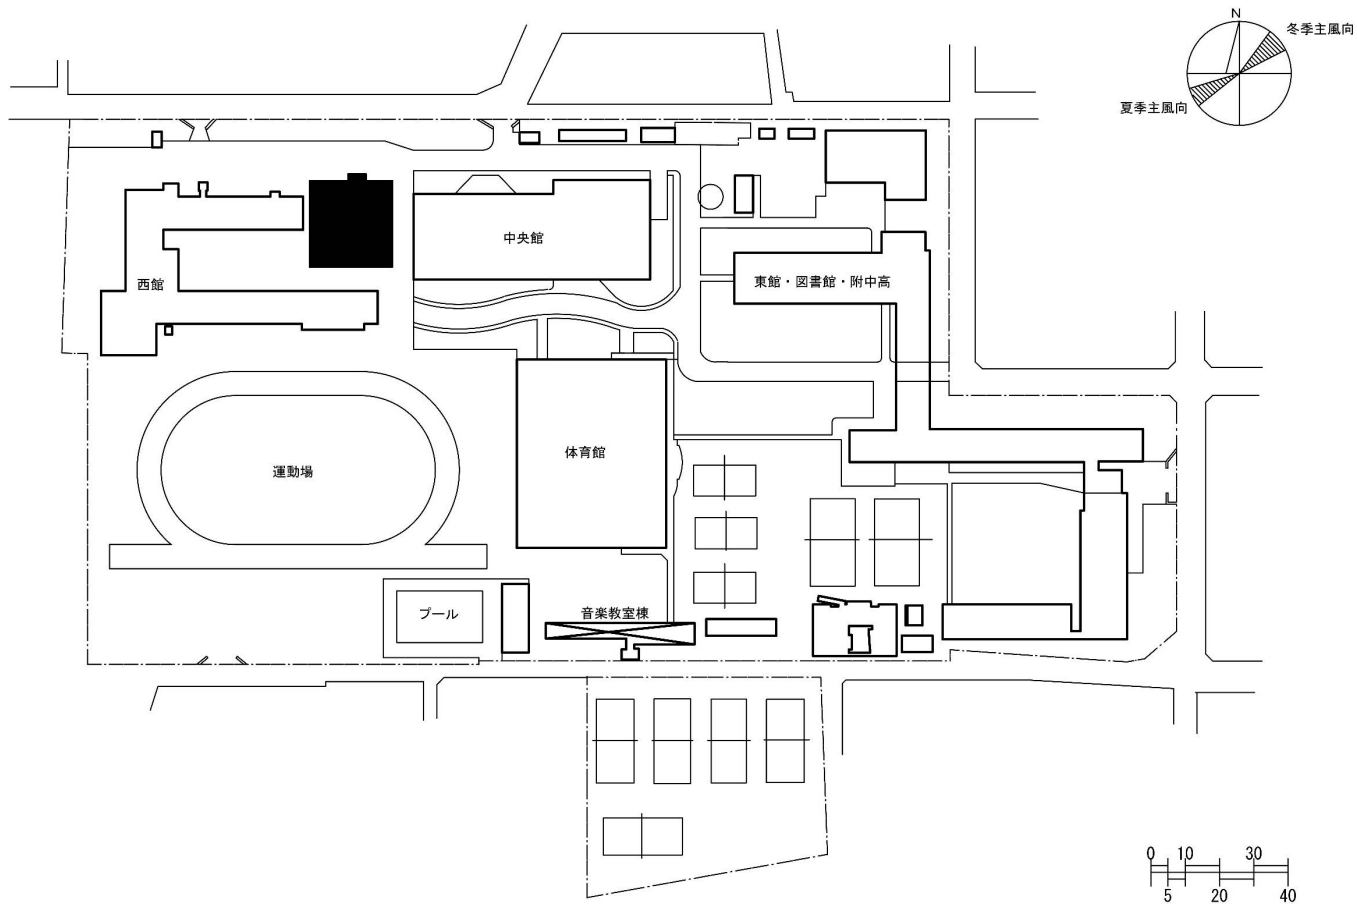 N
冬季主風向
夏季主風向
中央館
西館
東館・図書館・附中高
運動場
体育館
プール
音楽教室棟
0 10 30
5 20 40